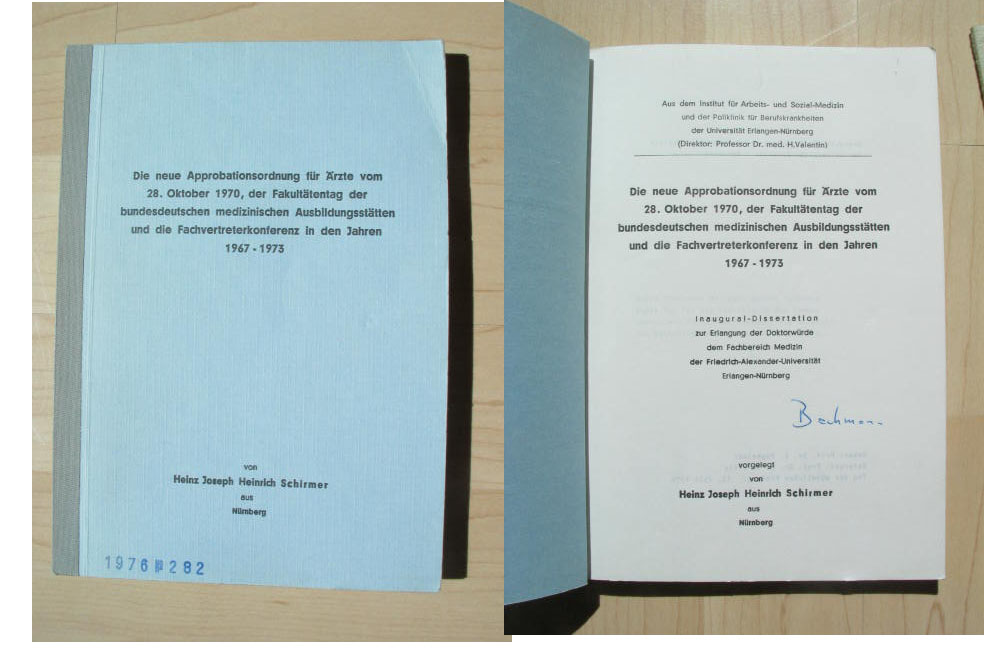 Die neue Approbationsordnung für Ärzte vom
28. Oktober 1970, der Fakultätentag der
bundesdeutschen medizinischen Ausbildungsstätten
und die Fachvertreterkonferenz in den Jahren
1967 - 1973
von
Heinz Joseph Heinrich Schirmer
aus
Nürnberg
1976 282
Aus dem Institut für Arbeits- und Sozial-Medizin
und der Poliklinik für Berufskrankheiten
der Universität Erlangen-Nürnberg
(Direktor: Professor Dr. med. H.Valentin)
Die neue Approbationsordnung für Ärzte vom
28. Oktober 1970, der Fakultätentag der
bundesdeutschen medizinischen Ausbildungsstätten
und die Fachvertreterkonferenz in den Jahren
1967 - 1973
Inaugural-Dissertation
zur Erlangung der Doktorwürde
dem Fachbereich Medizin
der Friedrich-Alexander-Universität
Erlangen-Nürnberg
vorgelegt
von
Heinz Joseph Heinrich Schirmer
aus
Nürnberg